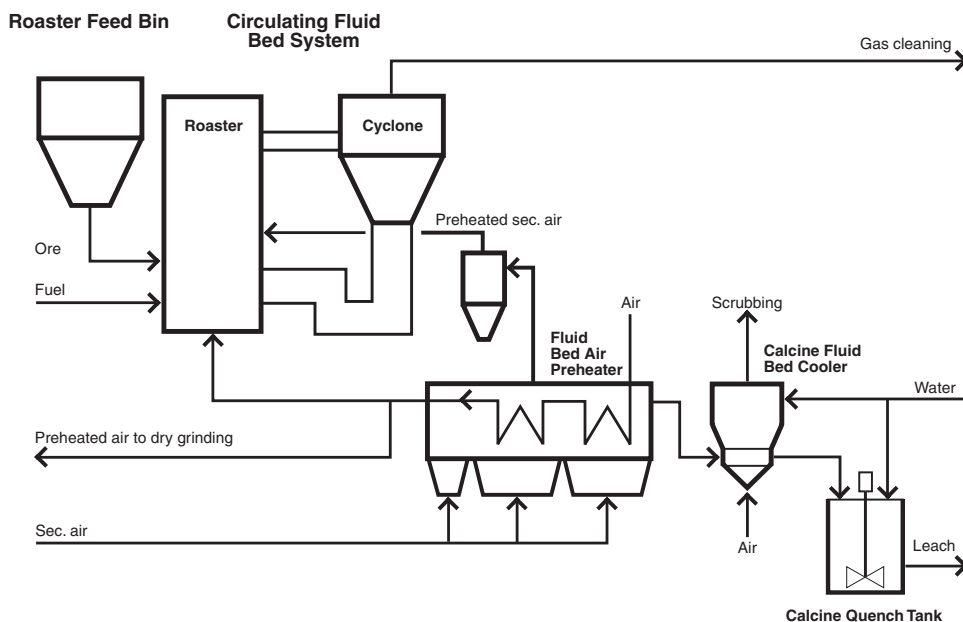 Roaster Feed Bin
Circulating Fluid
Bed System
Gas cleaning
Roaster
Cyclone
Preheated sec. air
Ore
Fuel
Air
Scrubbing
Fluid
Bed Air
Preheater
Calcine Fluid
Bed Cooler
Water
Preheated air to dry grinding
Sec. air
Air
Leach
Calcine Quench Tank